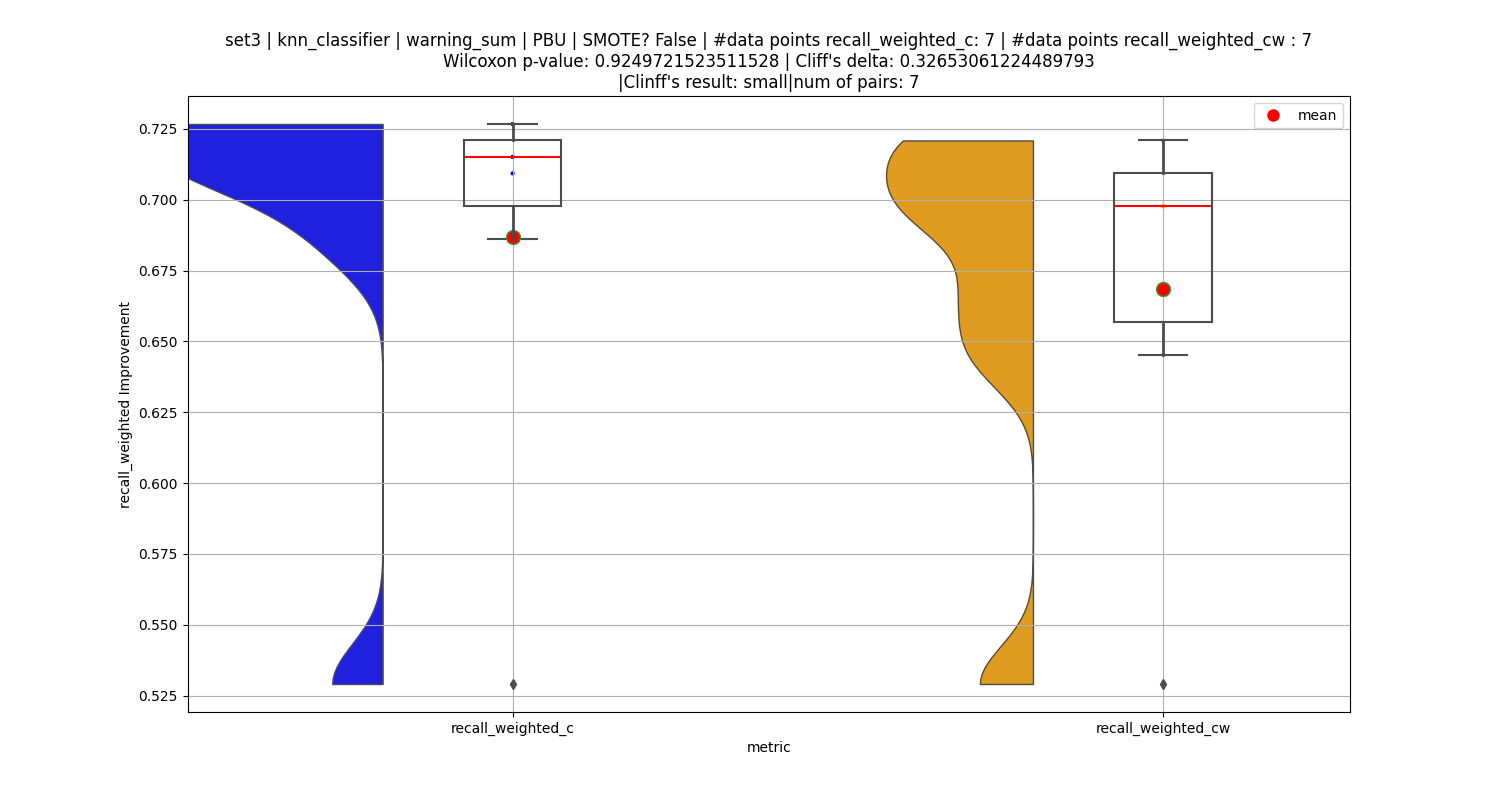 set3 | knn_classifier | warning_sum | PBU | SMOTE? False | #data points recall_weighted_c: 7 | #data points recall_weighted_cw : 7
Wilcoxon p-value: 0.9249721523511528 | Cliff's delta: 0.32653061224489793
|Clinff's result: small|num of pairs: 7
mean
0.725
0.700
0.675
0.650
0.625
0.600
0.575
0.550
0.525
recall_weighted Improvement
recall_weighted_c
recall_weighted_cw
metric